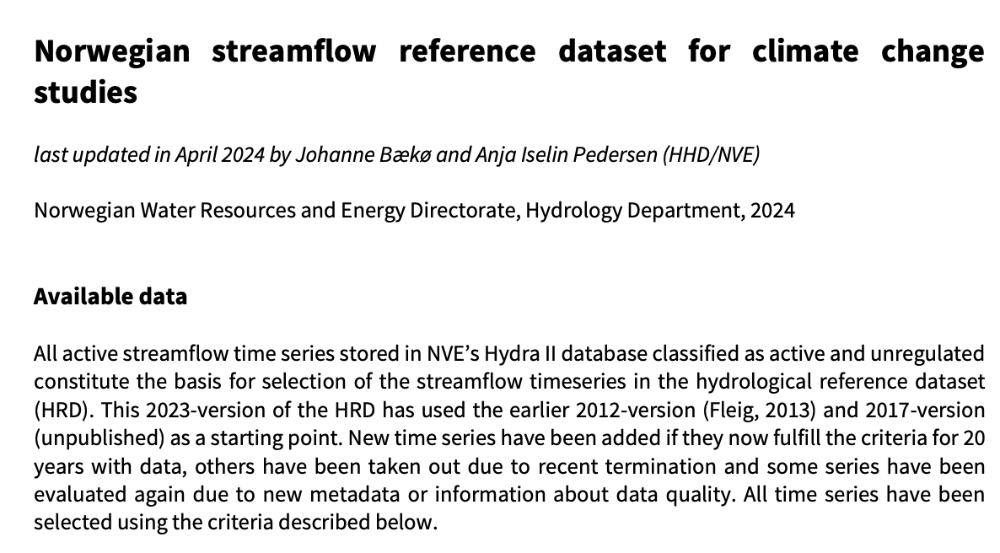 Norwegian streamflow reference dataset for climate change
studies
last updated in April 2024 by Johanne Bækø and Anja Iselin Pedersen (HHD/NVE)
Norwegian Water Resources and Energy Directorate, Hydrology Department, 2024
Available data
All active streamflow time series stored in NVE’s Hydra II database classified as active and unregulated
constitute the basis for selection of the streamflow timeseries in the hydrological reference dataset
(HRD). This 2023-version of the HRD has used the earlier 2012-version (Fleig, 2013) and 2017-version
(unpublished) as a starting point. New time series have been added if they now fulfill the criteria for 20
years with data, others have been taken out due to recent termination and some series have been
evaluated again due to new metadata or information about data quality. All time series have been
selected using the criteria described below.